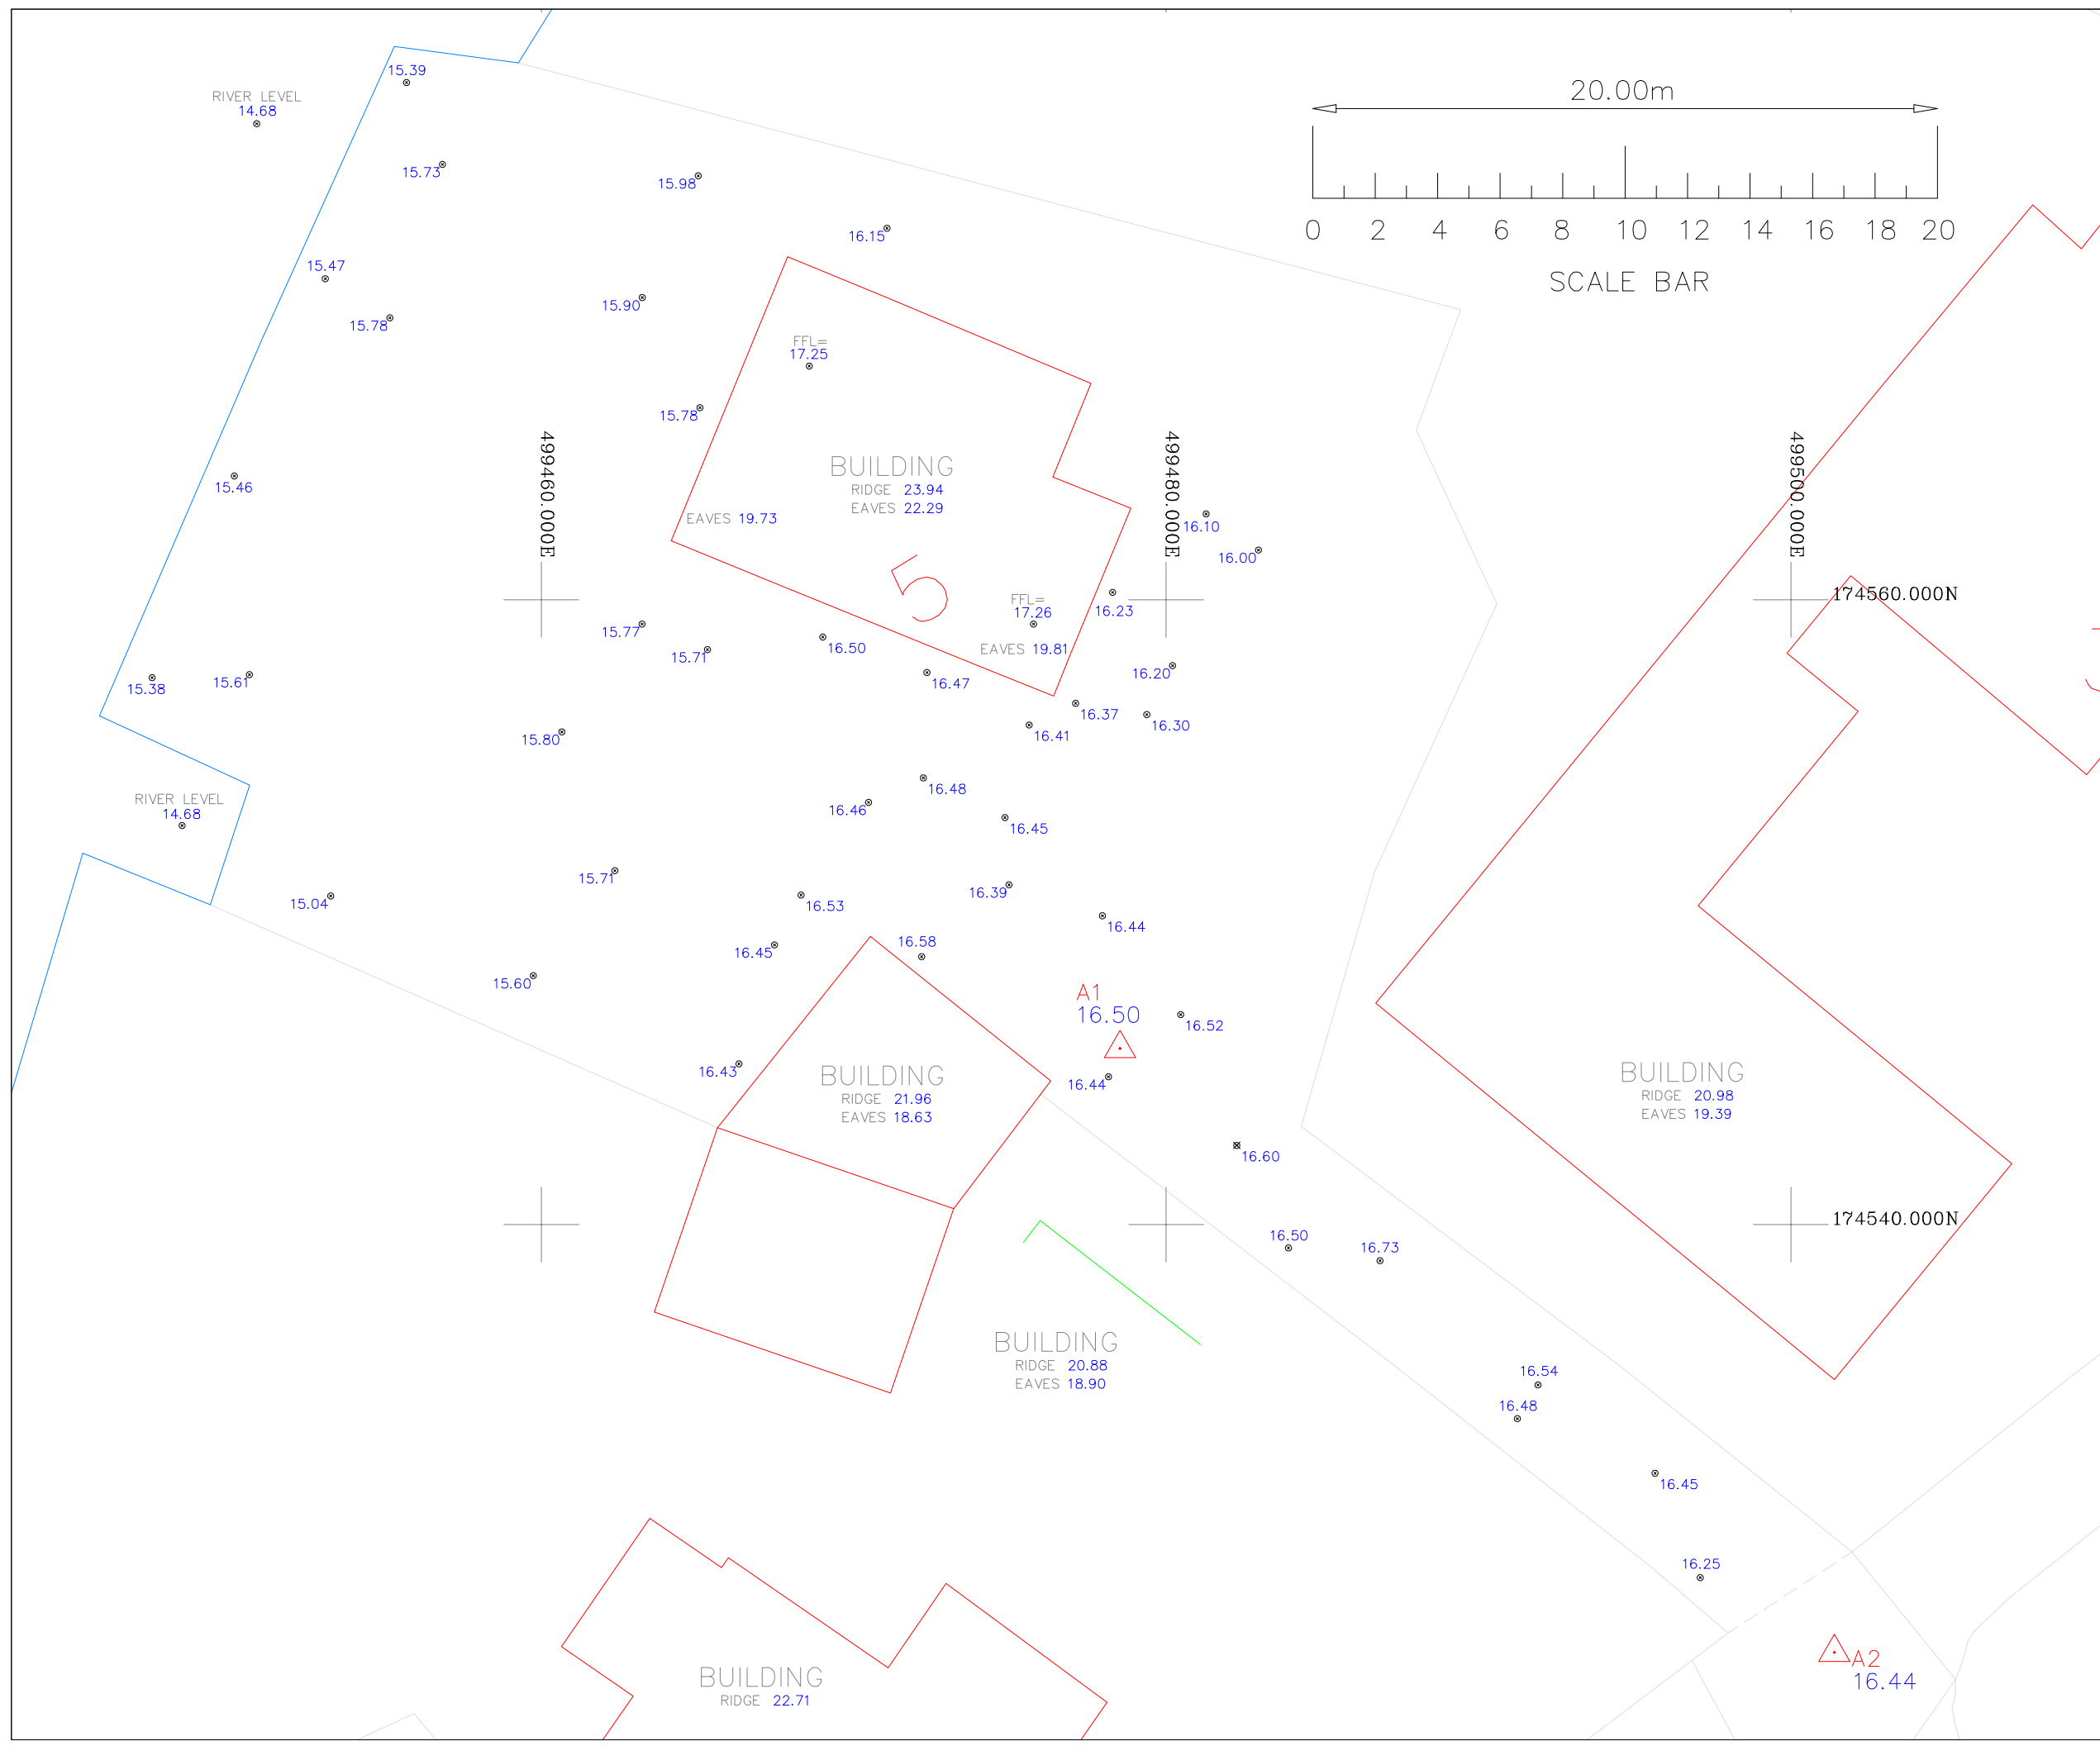 15.39
20.00m
RIVER LEVEL
14.68
15.73
15.98
16.15
0 2 4 6 8 10 12 14 16 18 20
SCALE BAR
15.47
15.90
15.78
FFL=
17.25
15.78
499460.000E
499480.000E
499500.000E
BUILDING
RIDGE 23.94
EAVES 22.29
15.46
EAVES 19.73
16.10
16.00
5
174560.000N
FFL=
17.26
16.23
15.77
16.50
EAVES 19.81
15.71
16.47
16.20
15.38
15.61
16.37
16.30
16.41
15.80
16.48
RIVER LEVEL
14.68
16.46
16.45
15.71
16.39
15.04
16.53
16.44
16.45
16.58
15.60
A1
16.50
16.52
16.43
BUILDING
RIDGE 21.96
EAVES 18.63
16.44
BUILDING
RIDGE 20.98
EAVES 19.39
16.60
174540.000N
16.50
16.73
BUILDING
RIDGE 20.88
EAVES 18.90
16.54
16.48
16.45
16.25
BUILDING
RIDGE 22.71
A2
16.44